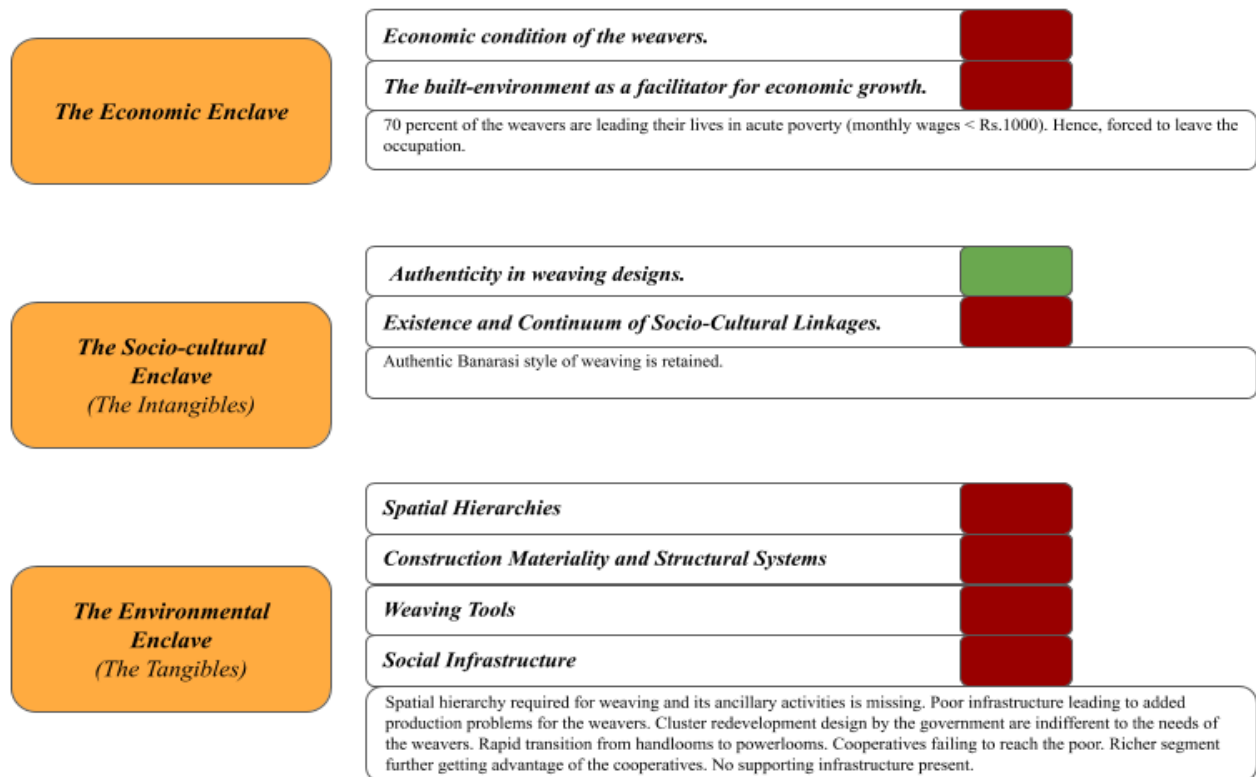 The Economic Enclave
Economic condition of the weavers.
The built-environment as a facilitator for economic growth.
70 percent of the weavers are leading their lives in acute poverty (monthly wages < Rs.1000). Hence, forced to leave the
occupation.
The Socio-cultural
Enclave
(The Intangibles)
Authenticity in weaving designs.
Existence and Continuum of Socio-Cultural Linkages.
Authentic Banarasi style of weaving is retained.
The Environmental
Enclave
(The Tangibles)
Spatial Hierarchies
Construction Materiality and Structural Systems
Weaving Tools
Social Infrastructure
Spatial hierarchy required for weaving and its ancillary activities is missing. Poor infrastructure leading to added
production problems for the weavers. Cluster redevelopment design by the government are indifferent to the needs of
the weavers. Rapid transition from handlooms to powerlooms. Cooperatives failing to reach the poor. Richer segment
further getting advantage of the cooperatives. No supporting infrastructure present.